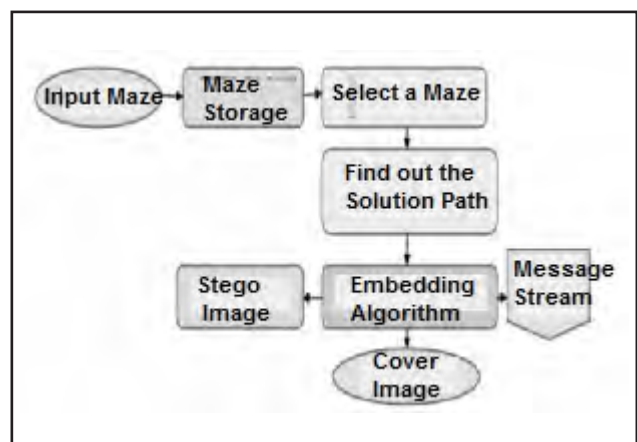 Input Maze
Maze
Storage
Select a Maze
Find out the
Solution Path
Stego
Image
Embedding
Algorithm
Message
Stream
Cover
Image